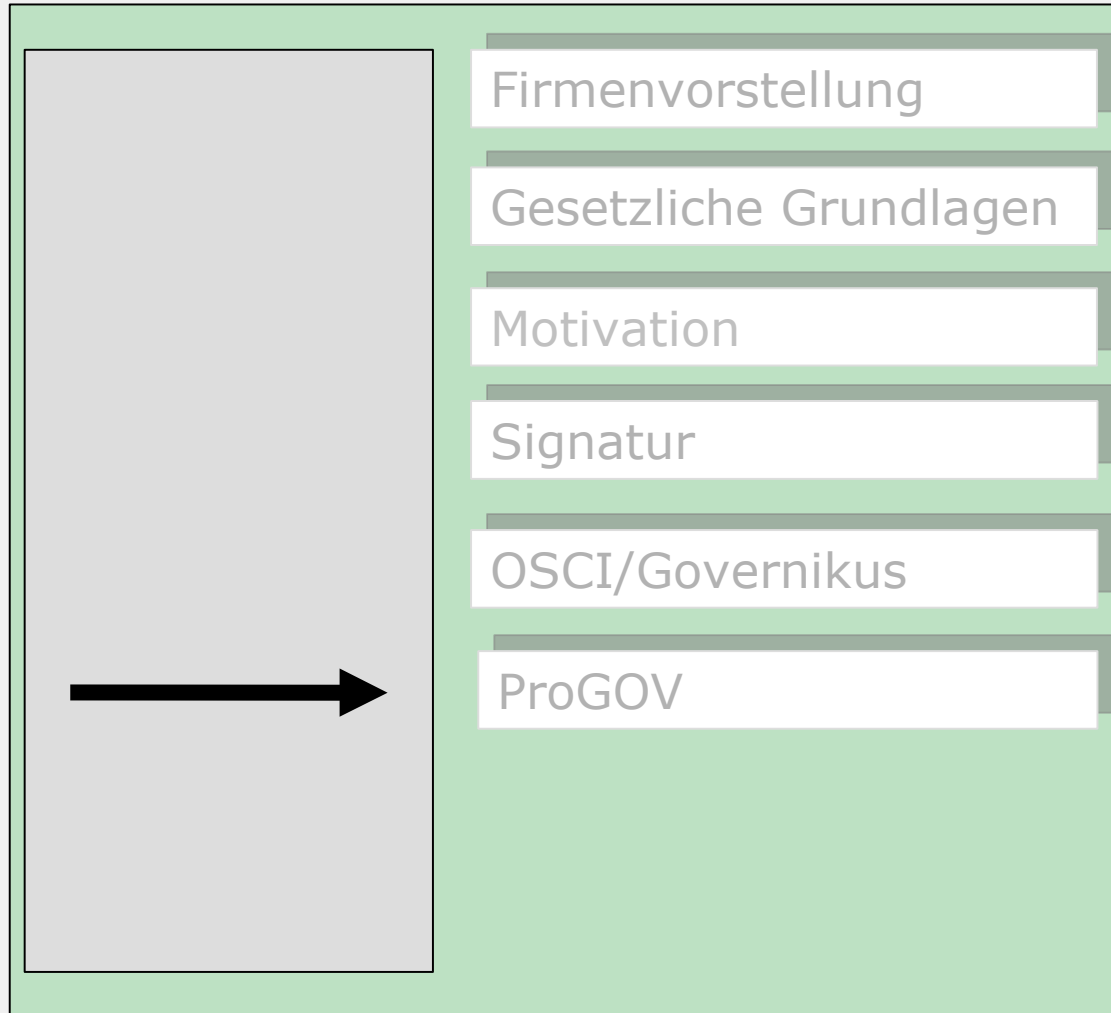 Firmenvorstellung
Gesetzliche Grundlagen
Motivation
Signatur
OSCI/Governikus
ProGOV